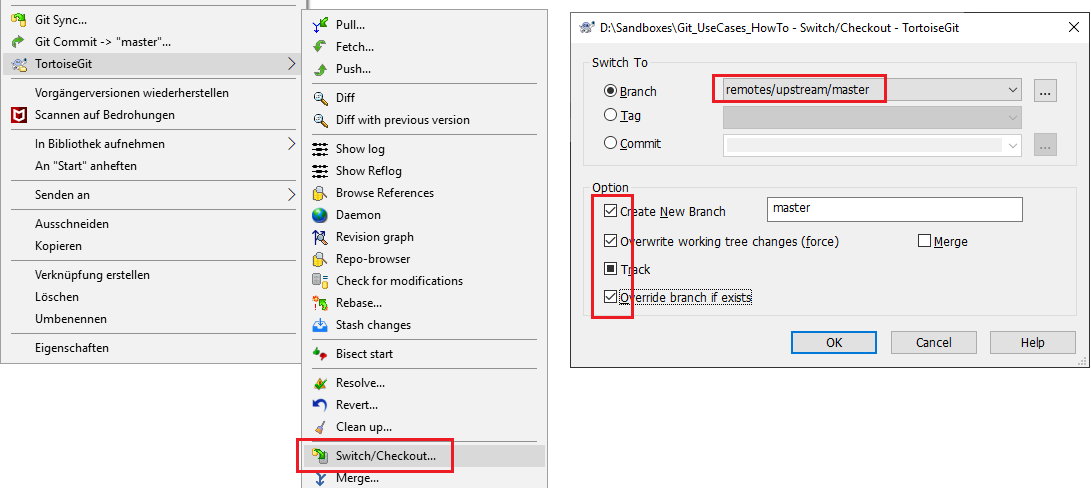 Git Sync...
Git Commit -> "master"...
TortoiseGit
Vorgängerversionen wiederherstellen
Scannen auf Bedrohungen
In Bibliothek aufnehmen
An "Start" anheften
Senden an
Ausschneiden
Kopieren
Verknüpfung erstellen
Löschen
Umbenennen
Eigenschaften
Pull...
Fetch...
Push...
Diff
Diff with previous version
Show log
Show Reflog
Browse References
Daemon
Revision graph
Repo-browser
Check for modifications
Rebase...
Stash changes
Bisect start
Resolve...
Revert...
Clean up...
Switch/Checkout...
Merge...
D:\Sandboxes\Git_UseCases_HowTo - Switch/Checkout - TortoiseGit
Switch To
Branch remotes/upstream/master ...
Tag
Commit ...
Option
Create New Branch master
Overwrite working tree changes (force) Merge
Track
Override branch if exists
OK Cancel Help